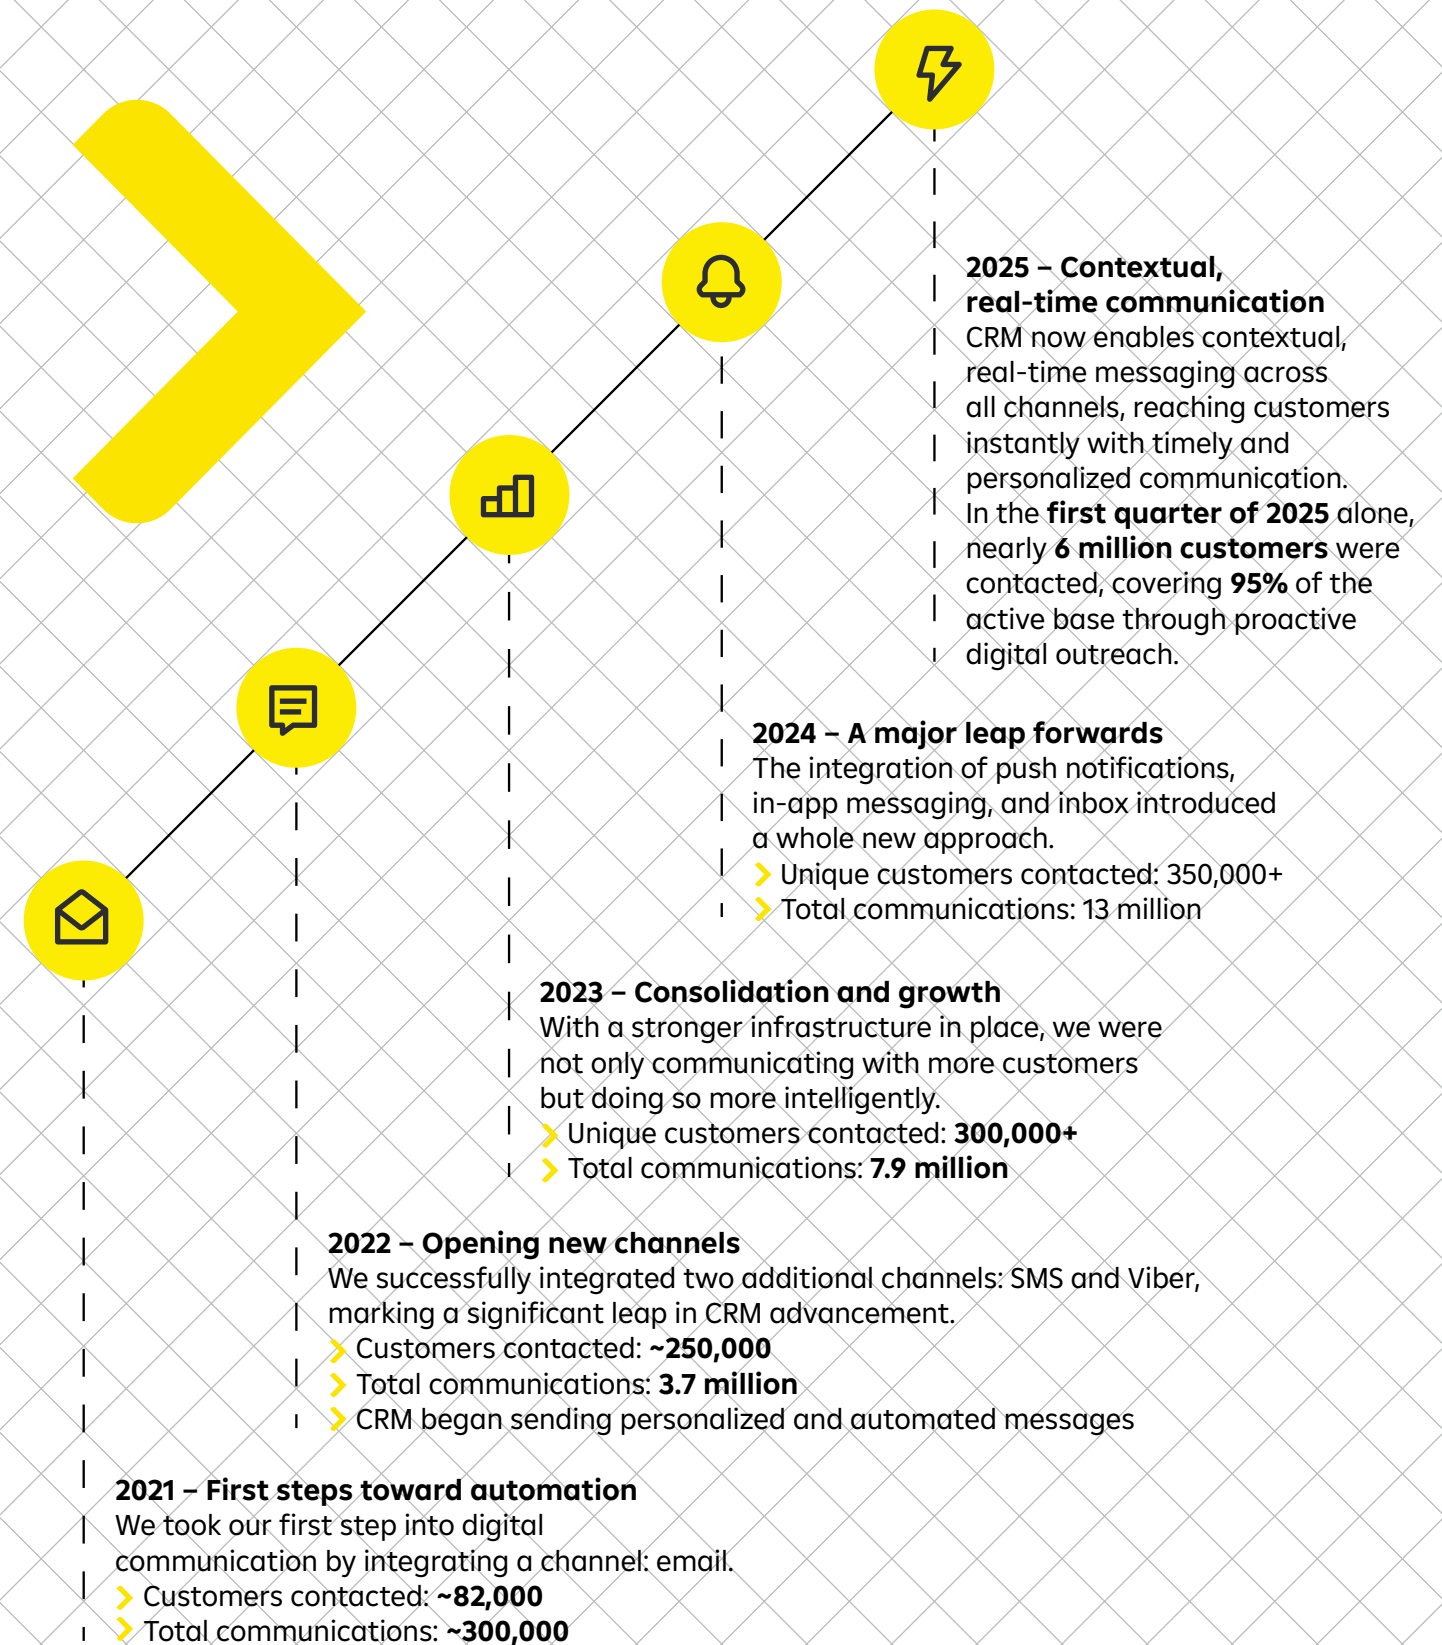 2025 – Contextual,
real-time communication
CRM now enables contextual,
real-time messaging across
all channels, reaching customers
instantly with timely and
personalized communication.
In the first quarter of 2025 alone,
nearly 6 million customers were
contacted, covering 95% of the
active base through proactive
digital outreach.
2024 – A major leap forwards
The integration of push notifications,
in-app messaging, and inbox introduced
a whole new approach.
Unique customers contacted: 350,000+
Total communications: 13 million
2023 – Consolidation and growth
With a stronger infrastructure in place, we were
not only communicating with more customers
but doing so more intelligently.
Unique customers contacted: 300,000+
Total communications: 7.9 million
2022 – Opening new channels
We successfully integrated two additional channels: SMS and Viber,
marking a significant leap in CRM advancement.
Customers contacted: ~250,000
Total communications: 3.7 million
CRM began sending personalized and automated messages
2021 – First steps toward automation
We took our first step into digital
communication by integrating a channel: email.
Customers contacted: ~82,000
Total communications: ~300,000